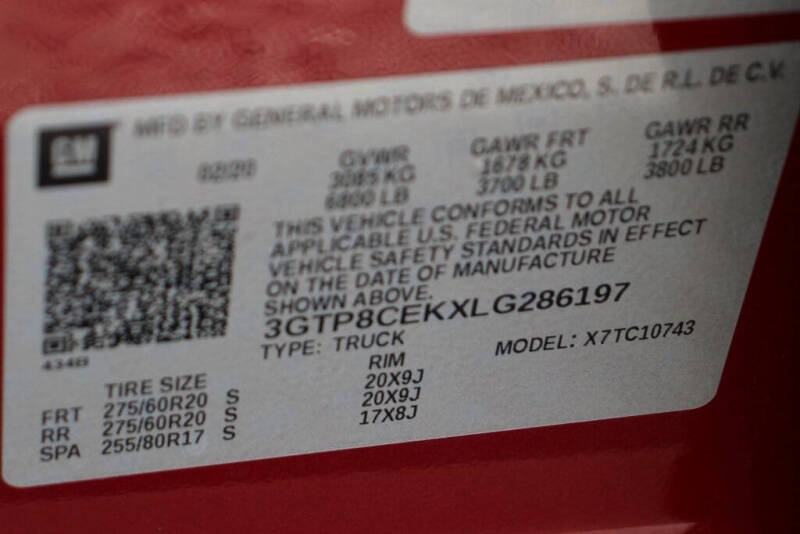 MFD BY GENERAL MOTORS DE MEXICO, S. DE R.L. DE C.V.
GM
02/20
GVWR GAWR FRT GAWR RR
3085 KG 1678 KG 1724 KG
6800 LB 3700 LB 3800 LB
THIS VEHICLE CONFORMS TO ALL
APPLICABLE U.S. FEDERAL MOTOR
VEHICLE SAFETY STANDARDS IN EFFECT
ON THE DATE OF MANUFACTURE
SHOWN ABOVE.
3GTP8CEKXLG286197
434B
TYPE: TRUCK MODEL: X7TC10743
TIRE SIZE RIM
FRT 275/60R20 S 20X9J
RR 275/60R20 S 20X9J
SPA 255/80R17 S 17X8J